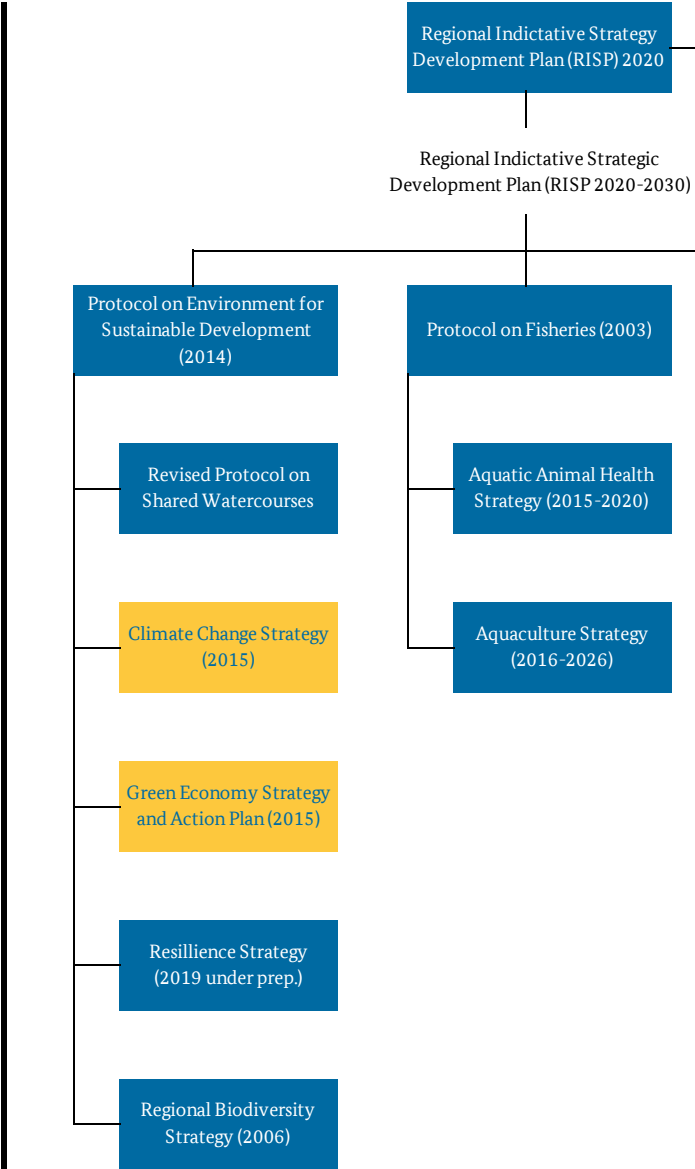 Regional Indicative Strategy
Development Plan (RISP) 2020
Regional Indictative Strategic
Development Plan (RISP 2020-2030)
Protocol on Environment for
Sustainable Development
(2014)
Revised Protocol on
Shared Watercourses
Climate Change Strategy
(2015)
Green Economy Strategy
and Action Plan (2015)
Resillience Strategy
(2019 under prep.)
Regional Biodiversity
Strategy (2006)
Protocol on Fisheries (2003)
Aquatic Animal Health
Strategy (2015-2020)
Aquaculture Strategy
(2016-2026)